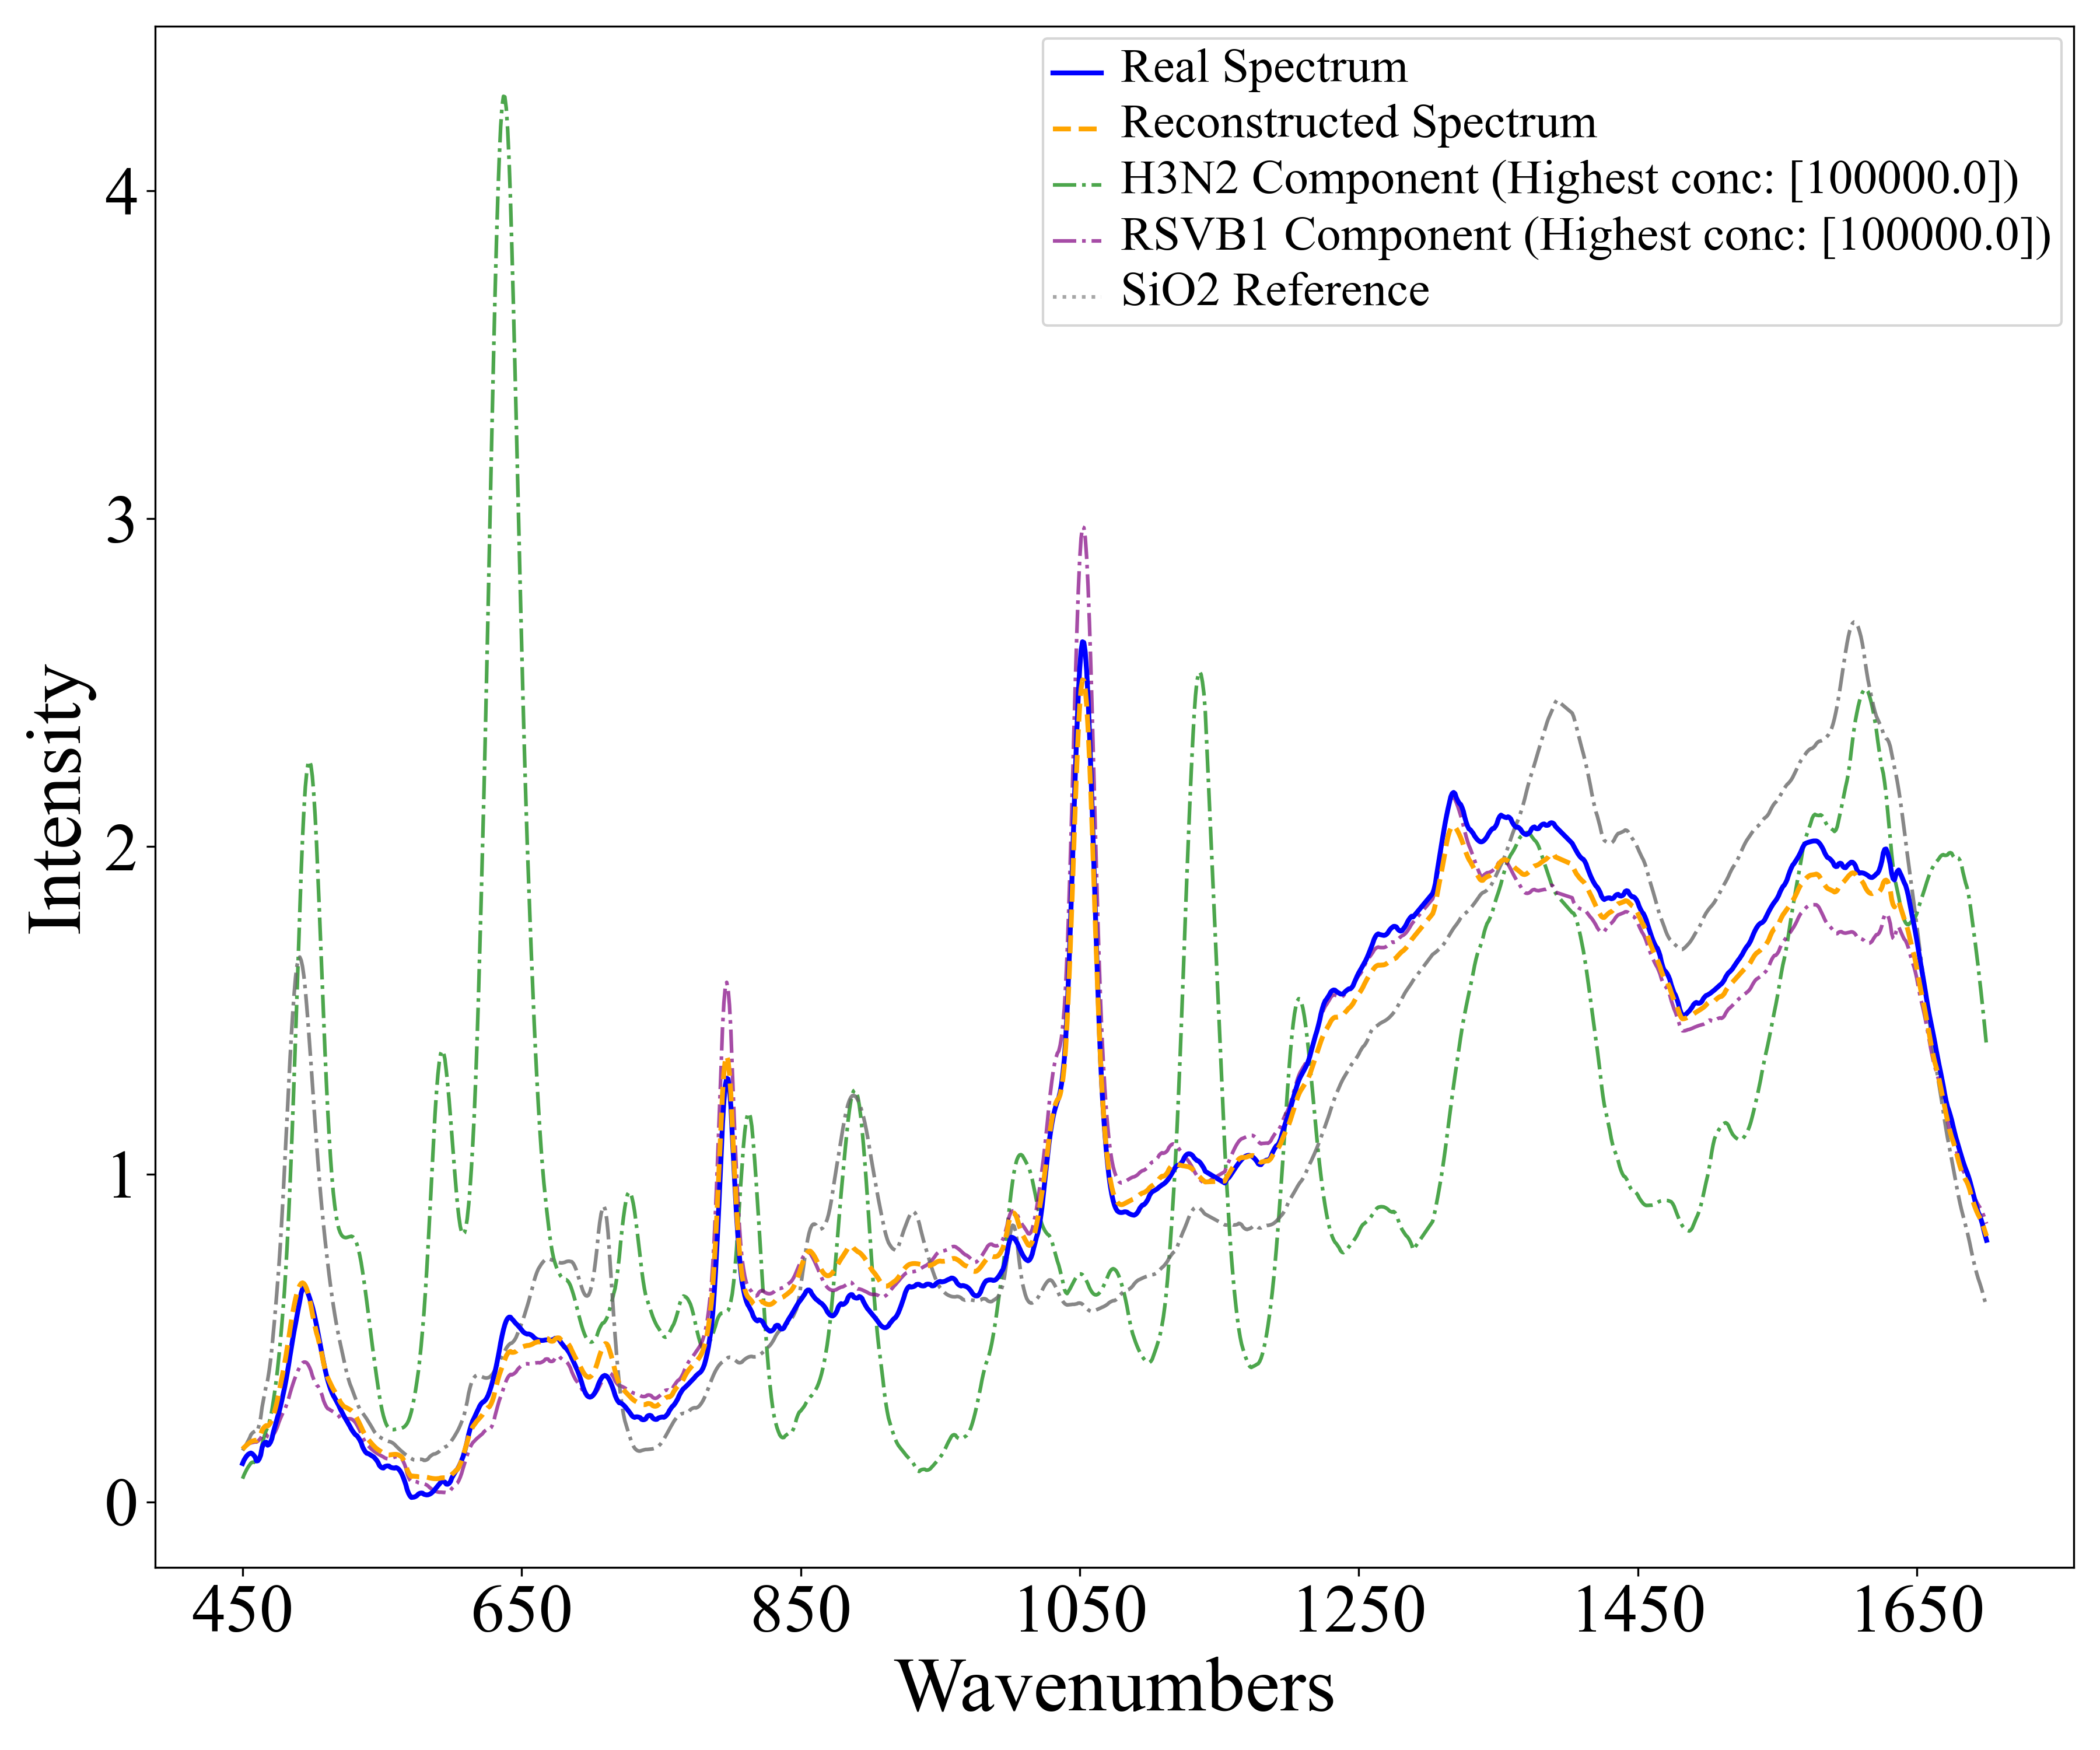 Real Spectrum
Reconstructed Spectrum
H3N2 Component (Highest conc: [100000.0])
RSVB1 Component (Highest conc: [100000.0])
SiO2 Reference
Intensity
4
3
2
1
0
450 650 850 1050 1250 1450 1650
Wavenumbers